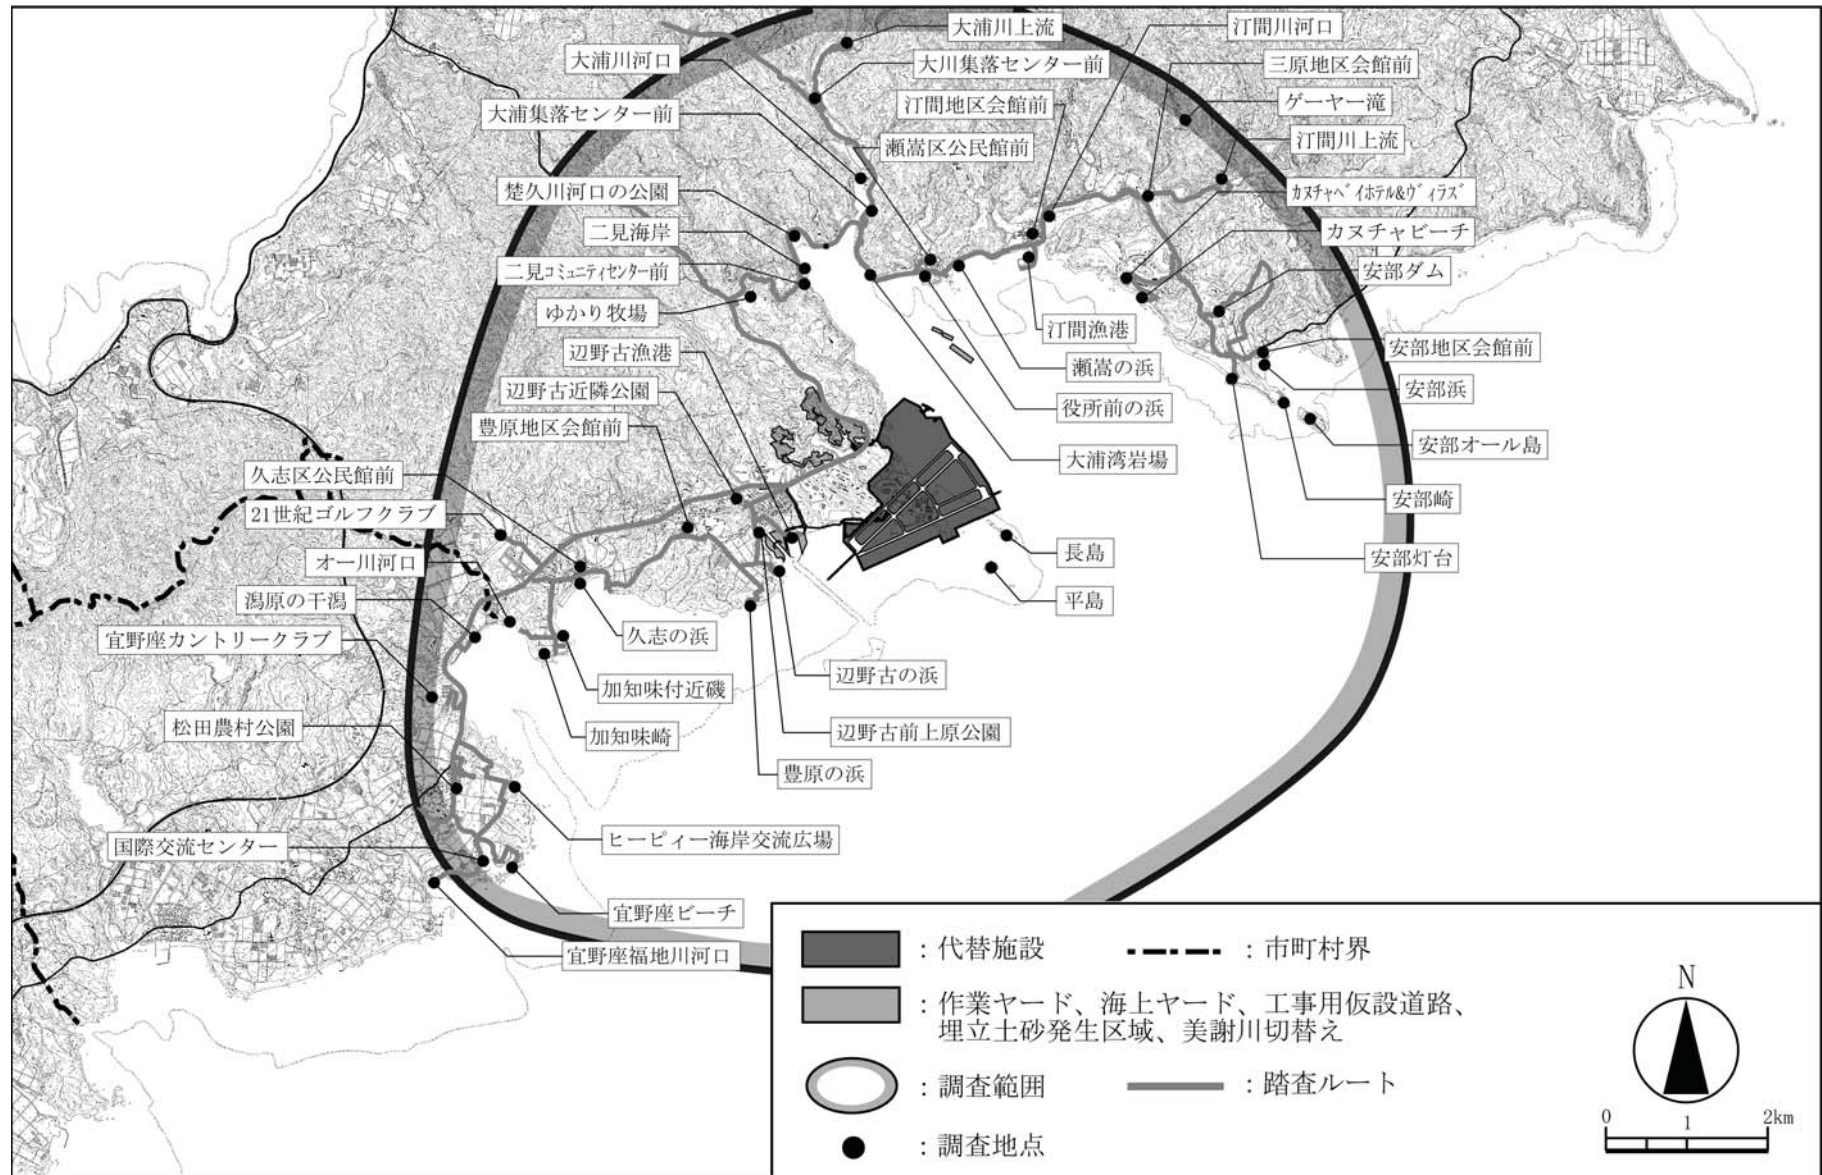 大浦川上流
汀間川河口
大浦川河口
大川集落センター前
三原地区会館前
汀間地区会館前
ゲーヤー滝
大浦集落センター前
瀬嵩区公民館前
汀間川上流
楚久川河口の公園
カヌチャベイホテル&ヴィラズ
二見海岸
カヌチャビーチ
二見コミュニティセンター前
安部ダム
ゆかり牧場
汀間漁港
辺野古漁港
安部地区会館前
瀬嵩の浜
辺野古近隣公園
安部浜
役所前の浜
豊原地区会館前
安部オール島
大浦湾岩場
久志区公民館前
安部崎
21世紀ゴルフクラブ
長島
安部灯台
オー川河口
潟原の干潟
平島
宜野座カントリークラブ
久志の浜
辺野古の浜
加知味付近磯
松田農村公園
加知味崎
辺野古前上原公園
豊原の浜
国際交流センター
ヒーピィー海岸交流広場
宜野座ビーチ
宜野座福地川河口
:代替施設
:市町村界
:作業ヤード、海上ヤード、工事用仮設道路、
埋立土砂発生区域、美謝川切替え
:調査範囲
:踏査ルート
:調査地点
N
0 1 2km